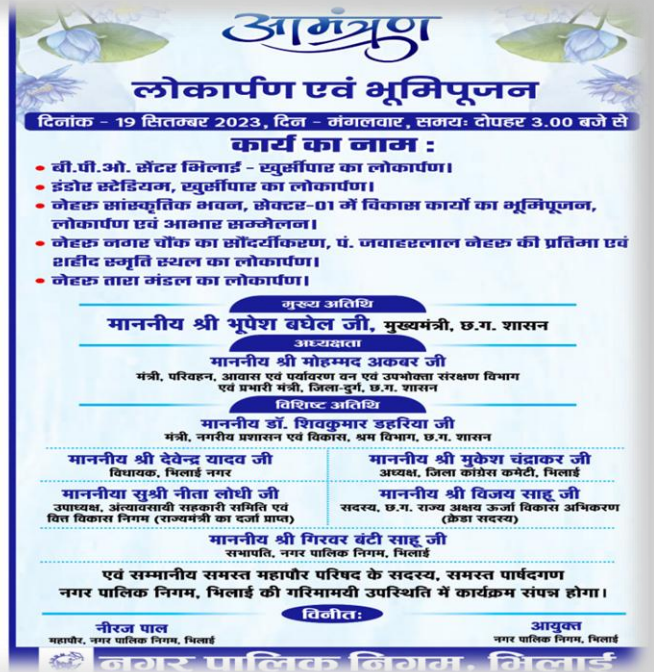 आमंत्रण
लोकार्पण एवं भूमिपूजन
दिनांक - 19 सितम्बर 2023, दिन - मंगलवार, समयः दोपहर 3.00 बजे से
कार्य का नाम :
• बी.पी.ओ. सेंटर भिलाई - खुर्सीपार का लोकार्पण।
• इंडोर स्टेडियम, खुर्सीपार का लोकार्पण।
• नेहरू सांस्कृतिक भवन, सेक्टर-01 में विकास कार्यो का भूमिपूजन,
लोकार्पण एवं आभार सम्मेलन।
• नेहरू नगर चौंक का सौंदर्यीकरण, पं. जवाहरलाल नेहरू की प्रतिमा एवं
शहीद स्मृति स्थल का लोकार्पण।
• नेहरू तारा मंडल का लोकार्पण।
मुख्य अतिथि
माननीय श्री भूपेश बघेल जी, मुख्यमंत्री, छ.ग. शासन
अध्यक्षता
माननीय श्री मोहम्मद अकबर जी
मंत्री, परिवहन, आवास एवं पर्यावरण वन एवं उपभोक्ता संरक्षण विभाग
एवं प्रभारी मंत्री, जिला-दुर्ग, छ.ग. शासन
विशिष्ट अतिथि
माननीय डॉ. शिवकुमार डहरिया जी
मंत्री, नगरीय प्रशासन एवं विकास, श्रम विभाग, छ.ग. शासन
माननीय श्री देवेन्द्र यादव जी
विधायक, भिलाई नगर
माननीय श्री मुकेश चंद्राकर जी
अध्यक्ष, जिला कांग्रेस कमेटी, भिलाई
माननीया सुश्री नीता लोधी जी
उपाध्यक्ष, अंत्यावसायी सहकारी समिति एवं
वित्त विकास निगम (राज्यमंत्री का दर्जा प्राप्त)
माननीय श्री विजय साहू जी
सदस्य, छ.ग. राज्य अक्षय ऊर्जा विकास अभिकरण
(क्रेडा सदस्य)
माननीय श्री गिरवर बंटी साहू जी
सभापति, नगर पालिक निगम, भिलाई
एवं सम्मानीय समस्त महापौर परिषद के सदस्य, समस्त पार्षदगण
नगर पालिक निगम, भिलाई की गरिमामयी उपस्थिति में कार्यक्रम संपन्न होगा।
विनीतः
नीरज पाल
महापौर, नगर पालिक निगम, भिलाई
आयुक्त
नगर पालिक निगम, भिलाई
नगर पालिक निगम, भिलाई